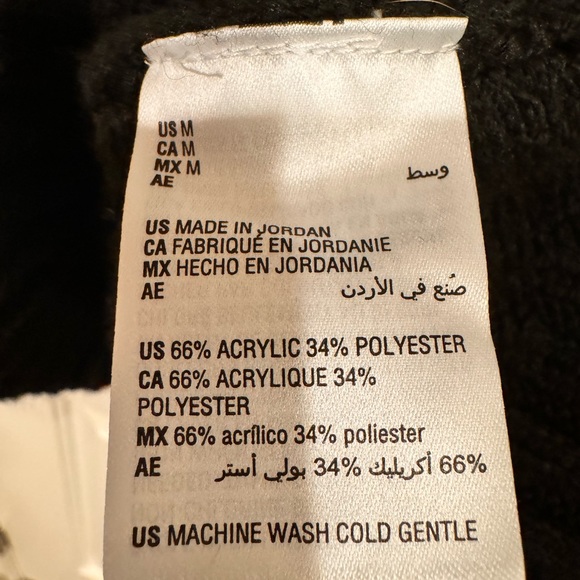 US M
CA M
MX M
AE وسط
US MADE IN JORDAN
CA FABRIQUÉ EN JORDANIE
MX HECHO EN JORDANIA
AE صُنع في الأردن
US 66% ACRYLIC 34% POLYESTER
CA 66% ACRYLIQUE 34%
POLYESTER
MX 66% acrílico 34% poliester
AE 66% أكريليك 34% بولي أستر
US MACHINE WASH COLD GENTLE